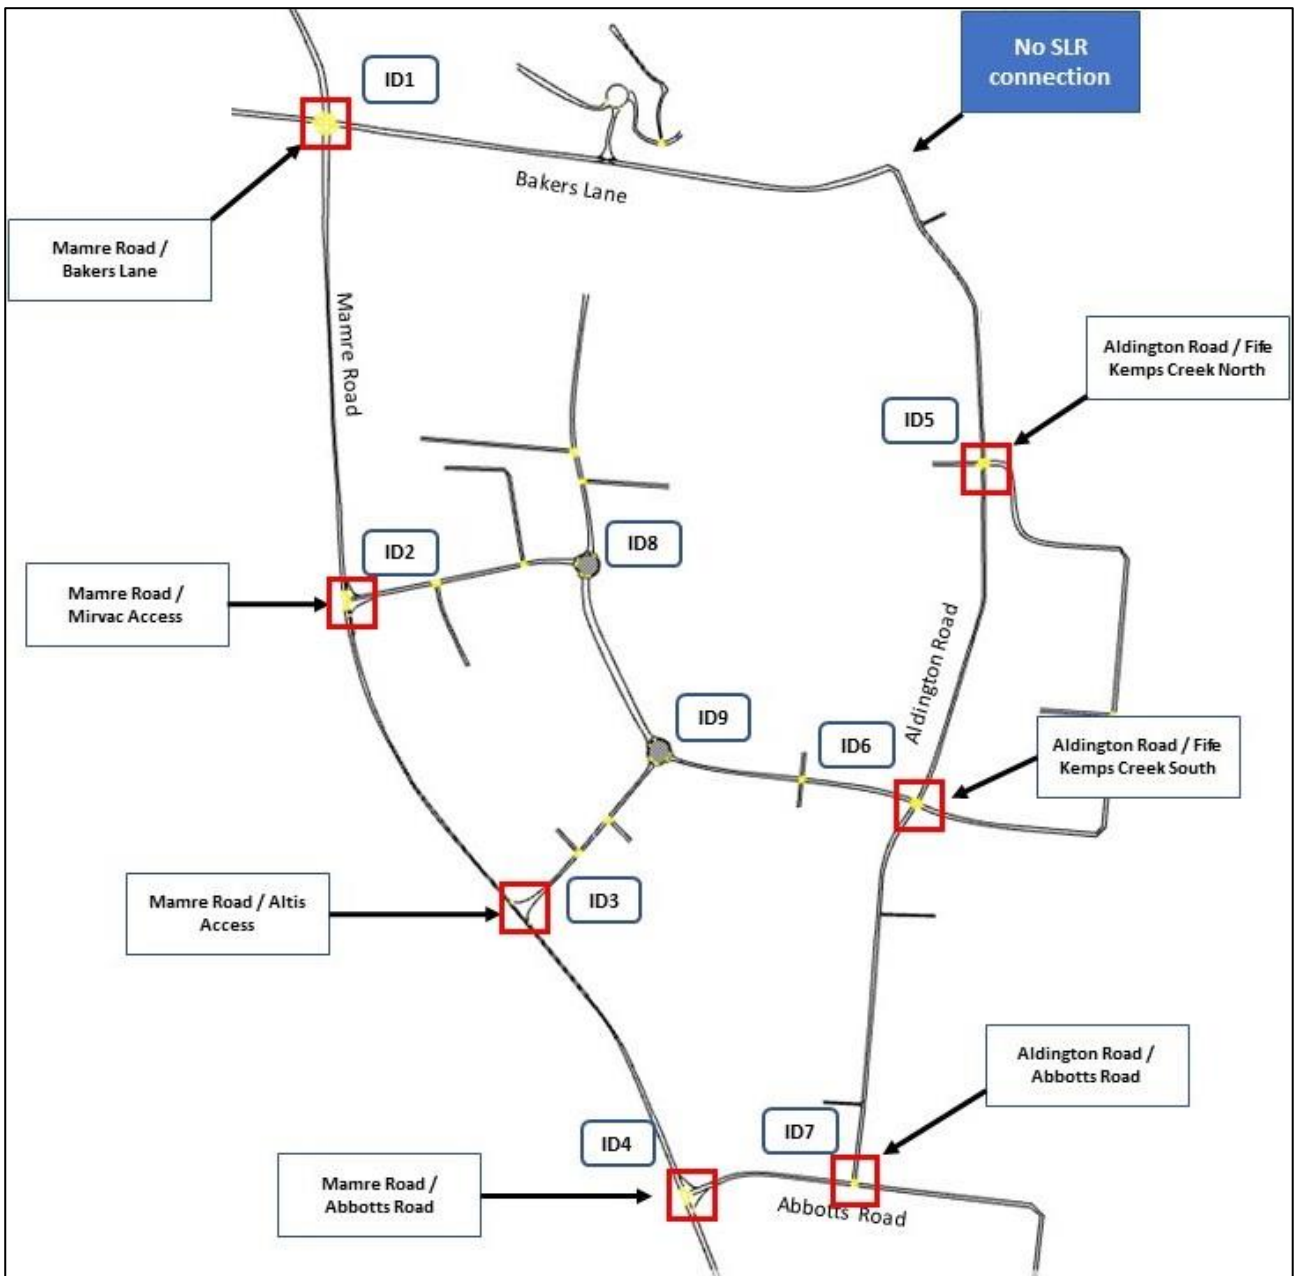 No SLR
connection
ID1
Bakers Lane
Mamre Road /
Bakers Lane
Mamre Road
Aldington Road / Fife
Kemps Creek North
ID5
ID2
ID8
Mamre Road /
Mirvac Access
Aldington Road
ID9
ID6
Aldington Road / Fife
Kemps Creek South
Mamre Road / Altis
Access
ID3
Aldington Road /
Abbotts Road
ID4
ID7
Mamre Road /
Abbotts Road
Abbotts Road